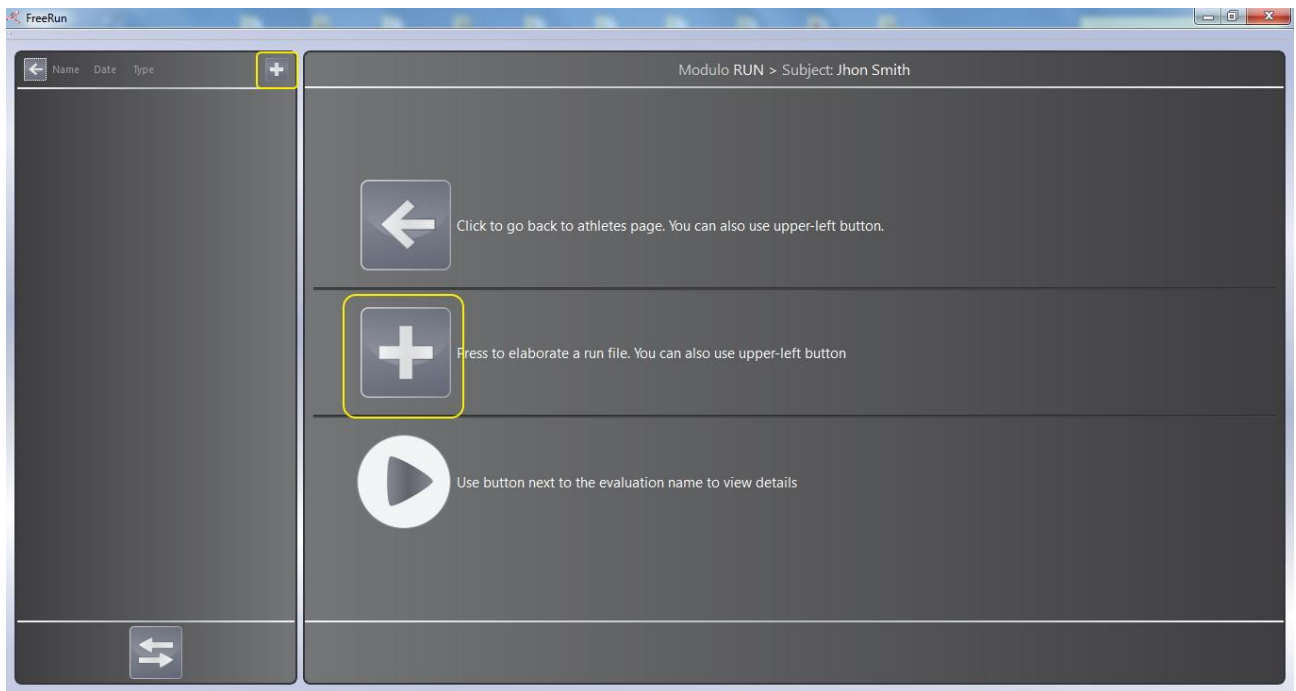 FreeRun
Name Date Type
Modulo RUN > Subject: Jhon Smith
Click to go back to athletes page. You can also use upper-left button.
Press to elaborate a run file. You can also use upper-left button
Use button next to the evaluation name to view details